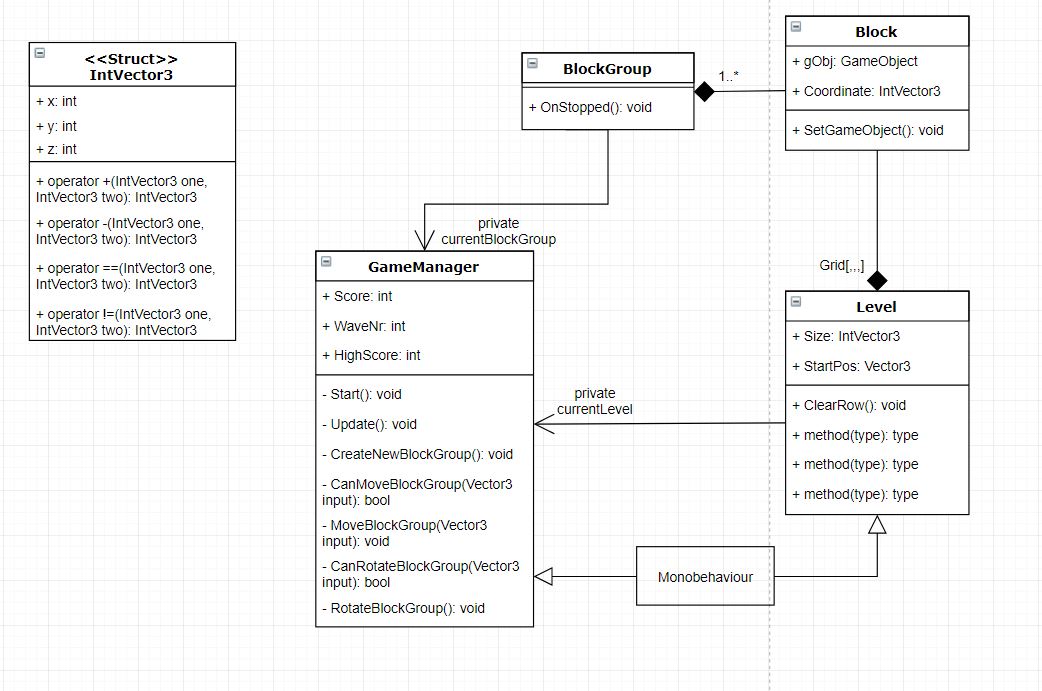 <<Struct>>
IntVector3
+ x: int
+ y: int
+ z: int
+ operator +(IntVector3 one,
IntVector3 two): IntVector3
+ operator -(IntVector3 one,
IntVector3 two): IntVector3
+ operator ==(IntVector3 one,
IntVector3 two): IntVector3
+ operator !=(IntVector3 one,
IntVector3 two): IntVector3
BlockGroup
+ OnStopped(): void
1..*
Block
+ gObj: GameObject
+ Coordinate: IntVector3
+ SetGameObject(): void
private
currentBlockGroup
GameManager
+ Score: int
+ WaveNr: int
+ HighScore: int
- Start(): void
- Update(): void
- CreateNewBlockGroup(): void
- CanMoveBlockGroup(Vector3
input): bool
- MoveBlockGroup(Vector3
input): void
- CanRotateBlockGroup(Vector3
input): bool
- RotateBlockGroup(): void
private
currentLevel
Grid[,,,]
Level
+ Size: IntVector3
+ StartPos: Vector3
+ ClearRow(): void
+ method(type): type
+ method(type): type
+ method(type): type
Monobehaviour